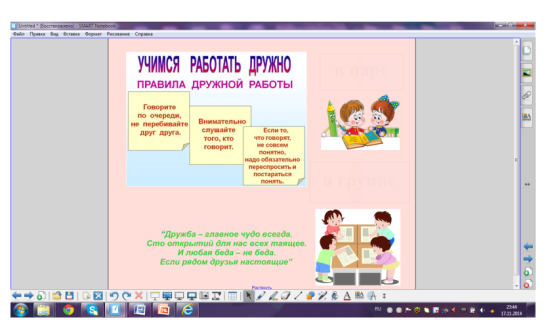 Untitled * (Восстановлено) - SMART Notebook
Файл Правка Вид Вставка Формат Рисование Справка
УЧИМСЯ РАБОТАТЬ ДРУЖНО
ПРАВИЛА ДРУЖНОЙ РАБОТЫ
в паре
Говорите
по очереди,
не перебивайте
друг друга.
Внимательно
слушайте
того, кто
говорит.
Если то,
что говорят,
не совсем
понятно,
надо обязательно
переспросить и
постараться
понять.
в группе
"Дружба – главное чудо всегда.
Сто открытий для нас всех таящее.
И любая беда – не беда.
Если рядом друзья настоящие"
Растянуть
RU
23:44
17.11.2014